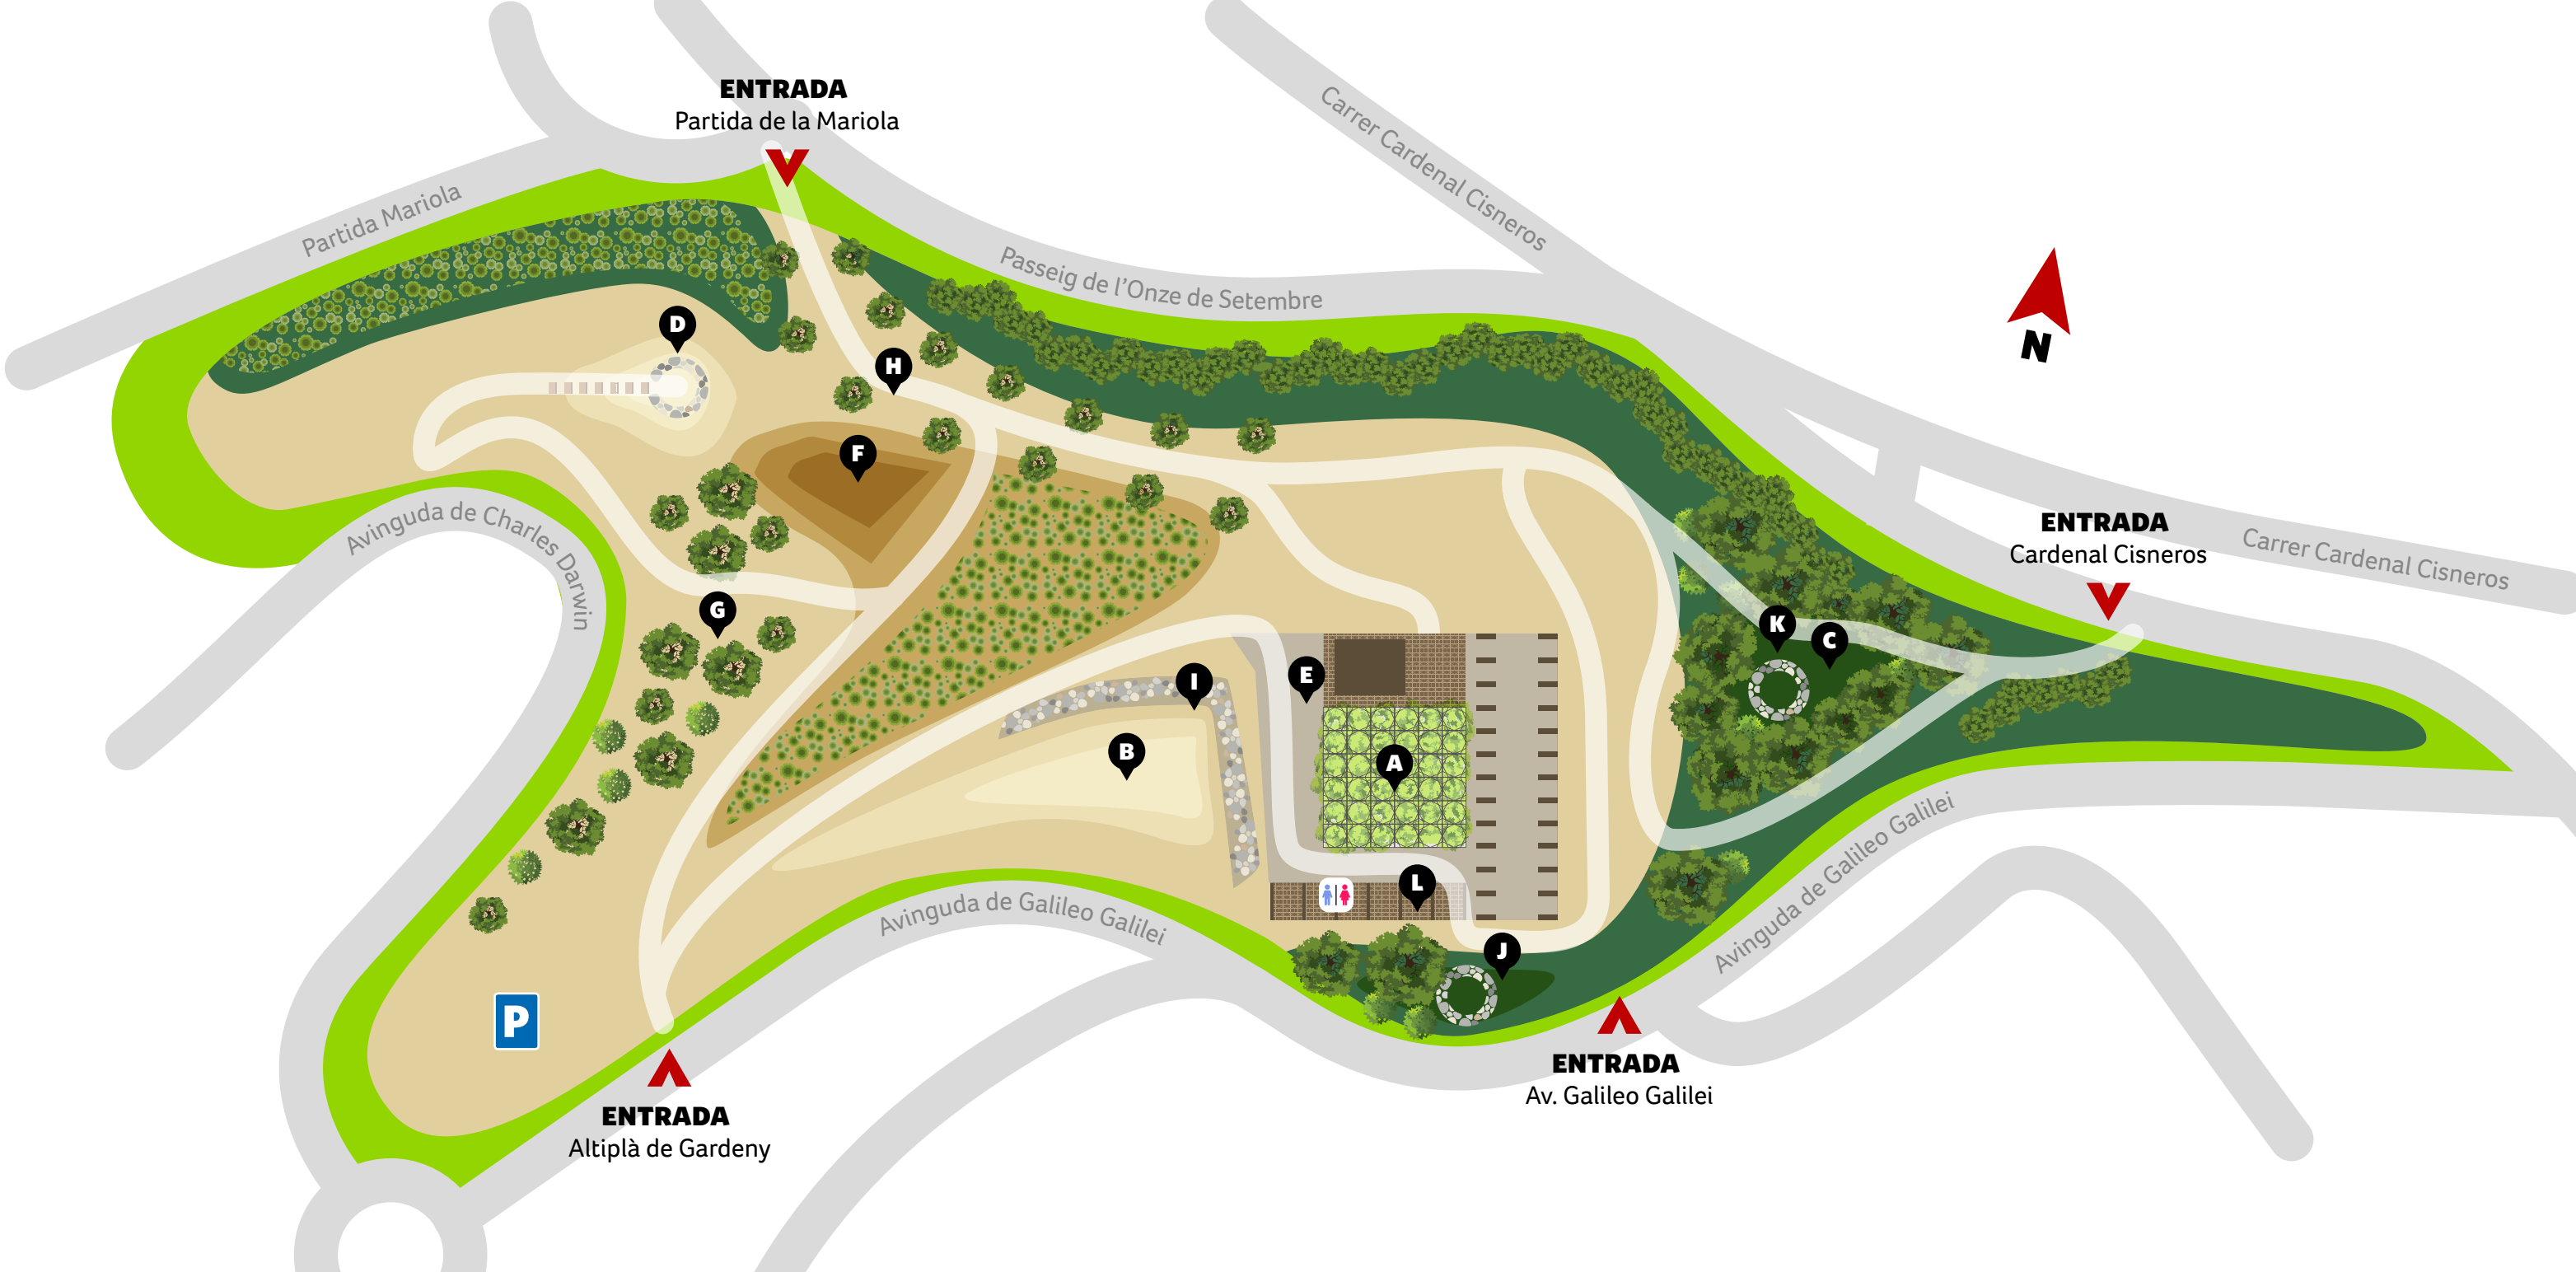 ENTRADA
Partida de la Mariola
Carrer Cardenal Cisneros
Partida Mariola
Passeig de l'Onze de Setembre
N
D
H
F
ENTRADA
Cardenal Cisneros
Carrer Cardenal Cisneros
Avinguda de Charles Darwin
G
K
C
I
E
B
A
Avinguda de Galileo Galilei
L
Avinguda de Galileo Galilei
J
P
ENTRADA
Av. Galileo Galilei
ENTRADA
Altiplà de Gardeny